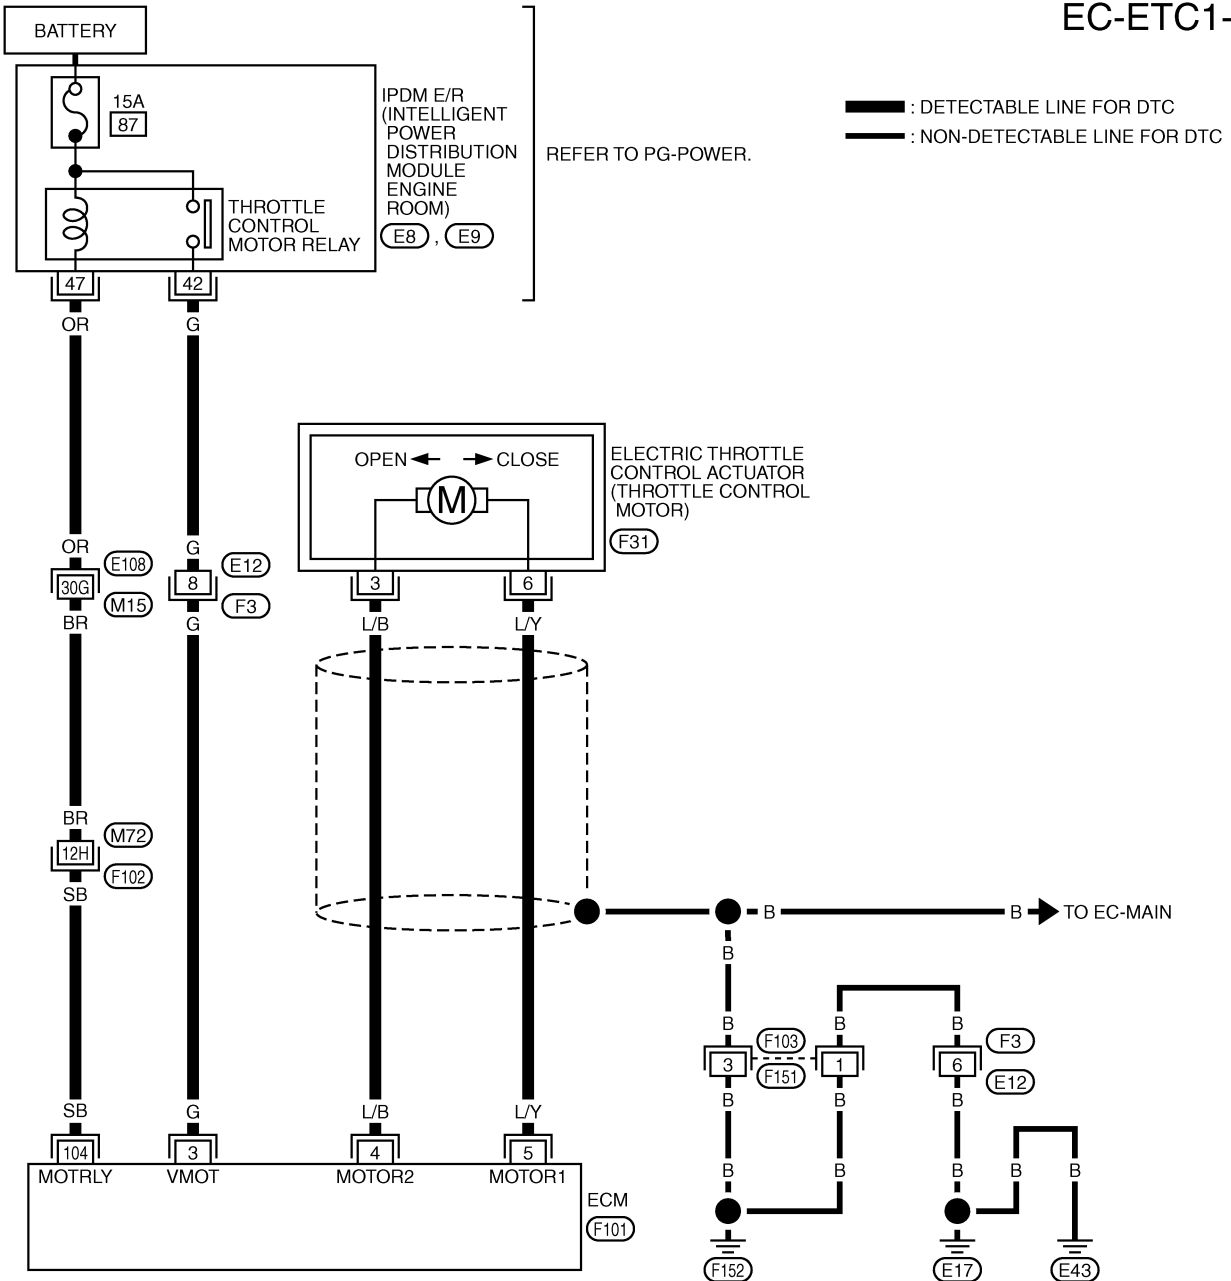 EC-ETC1-
BATTERY
15A
87
IPDM E/R
(INTELLIGENT
POWER
DISTRIBUTION
MODULE
ENGINE
ROOM)
E8 , E9
REFER TO PG-POWER.
: DETECTABLE LINE FOR DTC
: NON-DETECTABLE LINE FOR DTC
THROTTLE
CONTROL
MOTOR RELAY
47 42
OR G
OPEN CLOSE
M
ELECTRIC THROTTLE
CONTROL ACTUATOR
(THROTTLE CONTROL
MOTOR)
F31
OR G
E108 E12
30G 8 3 6
M15 F3
BR G L/B L/Y
BR
M72
12H
F102
SB
B B TO EC-MAIN
B
B B B
F103 F3
3 1 6
F151 E12
B B B
SB G L/B L/Y
104 3 4 5
MOTRLY VMOT MOTOR2 MOTOR1
B B B B B
ECM
F101
F152 E17 E43